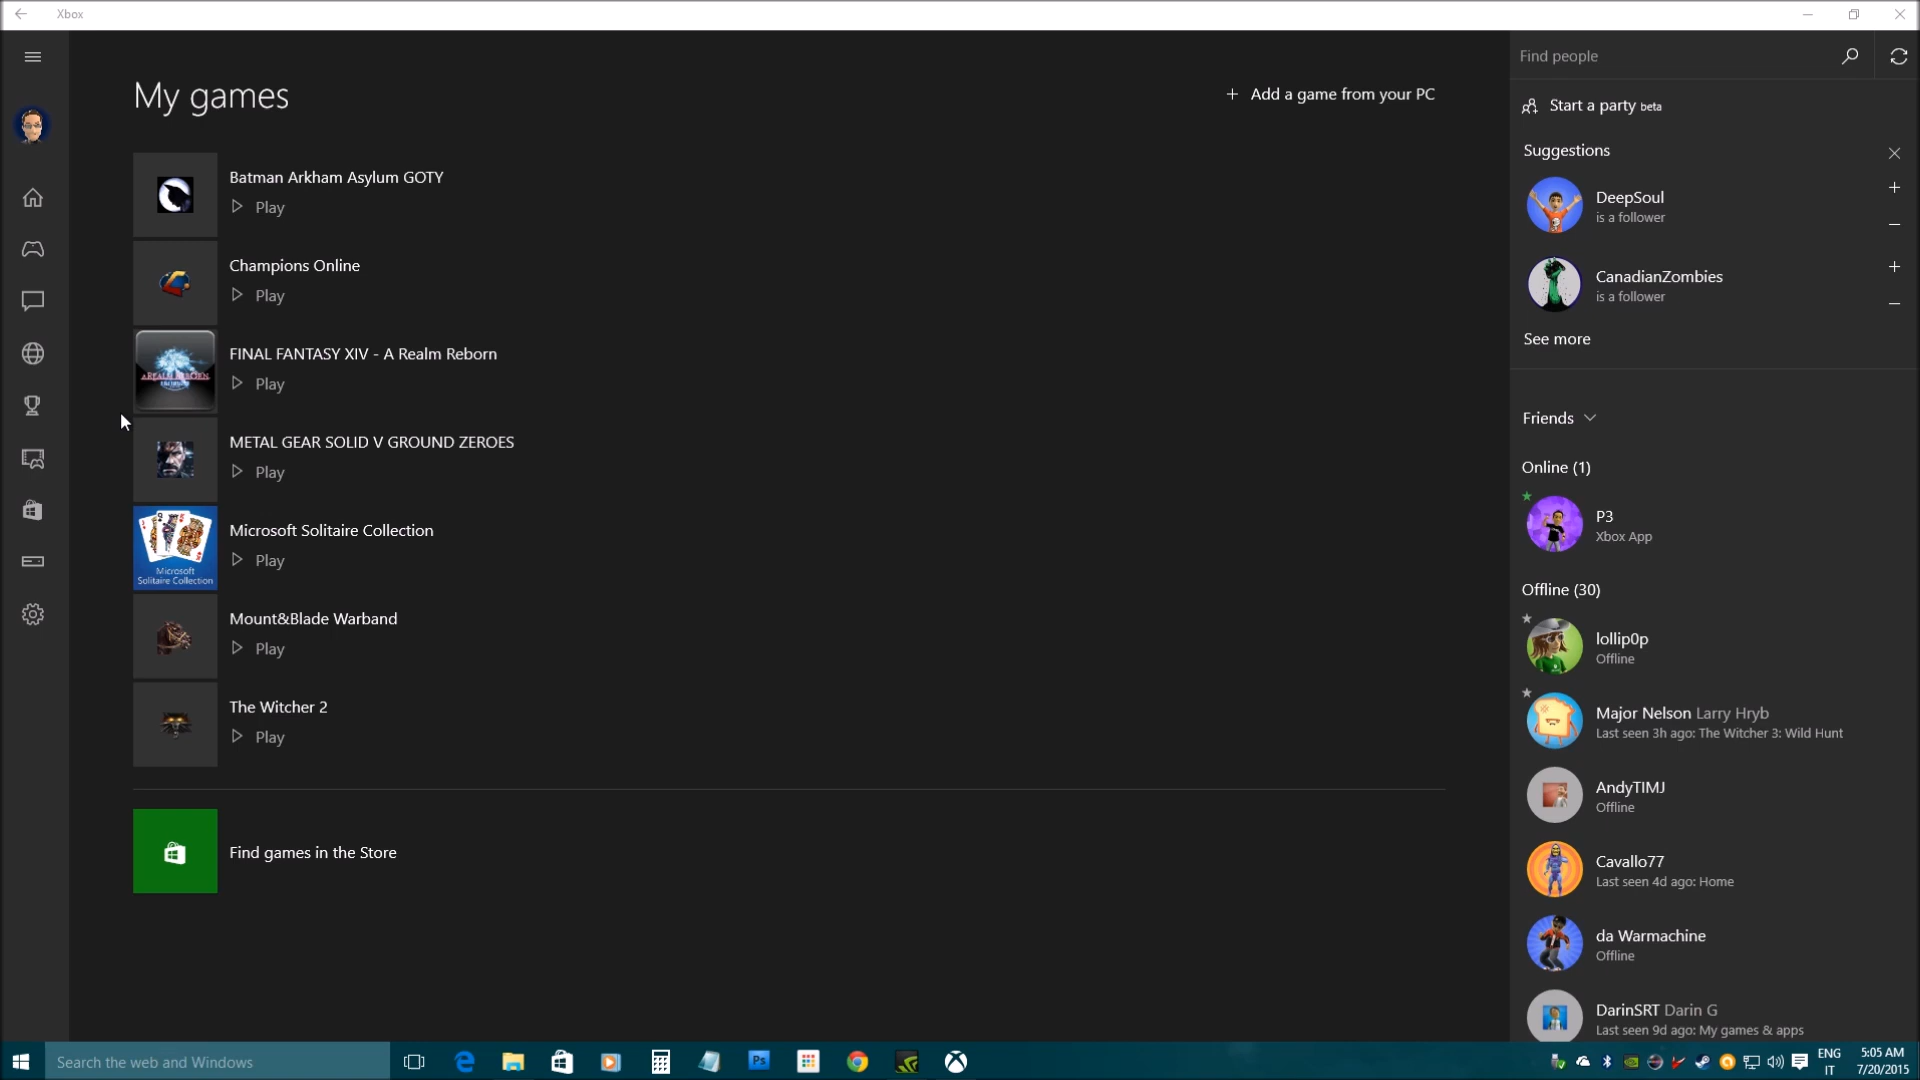 Xbox
My games
+ Add a game from your PC
Batman Arkham Asylum GOTY
Play
Champions Online
Play
FINAL FANTASY XIV - A Realm Reborn
Play
METAL GEAR SOLID V GROUND ZEROES
Play
Microsoft
Solitaire Collection
Microsoft Solitaire Collection
Play
Mount&Blade Warband
Play
The Witcher 2
Play
Find games in the Store
Find people
Start a party beta
Suggestions
DeepSoul
is a follower
CanadianZombies
is a follower
See more
Friends
Online (1)
P3
Xbox App
Offline (30)
lollip0p
Offline
Major Nelson Larry Hryb
Last seen 3h ago: The Witcher 3: Wild Hunt
AndyTIMJ
Offline
Cavallo77
Last seen 4d ago: Home
da Warmachine
Offline
DarinSRT Darin G
Last seen 9d ago: My games & apps
Search the web and Windows
Ps
ENG
IT
5:05 AM
7/20/2015